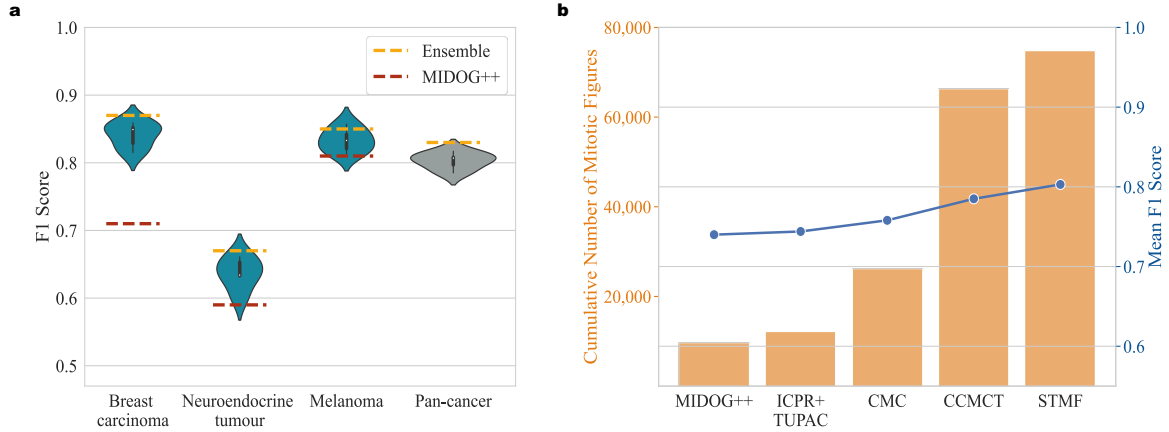 a
1.0
0.9
0.8
0.7
0.6
0.5
F1 Score
Ensemble
MIDOG++
Breast
carcinoma
Neuroendocrine
tumour
Melanoma
Pan-cancer
b
80,000
60,000
40,000
20,000
Cumulative Number of Mitotic Figures
1.0
0.9
0.8
0.7
0.6
Mean F1 Score
MIDOG++
ICPR+
TUPAC
CMC
CCMCT
STMF